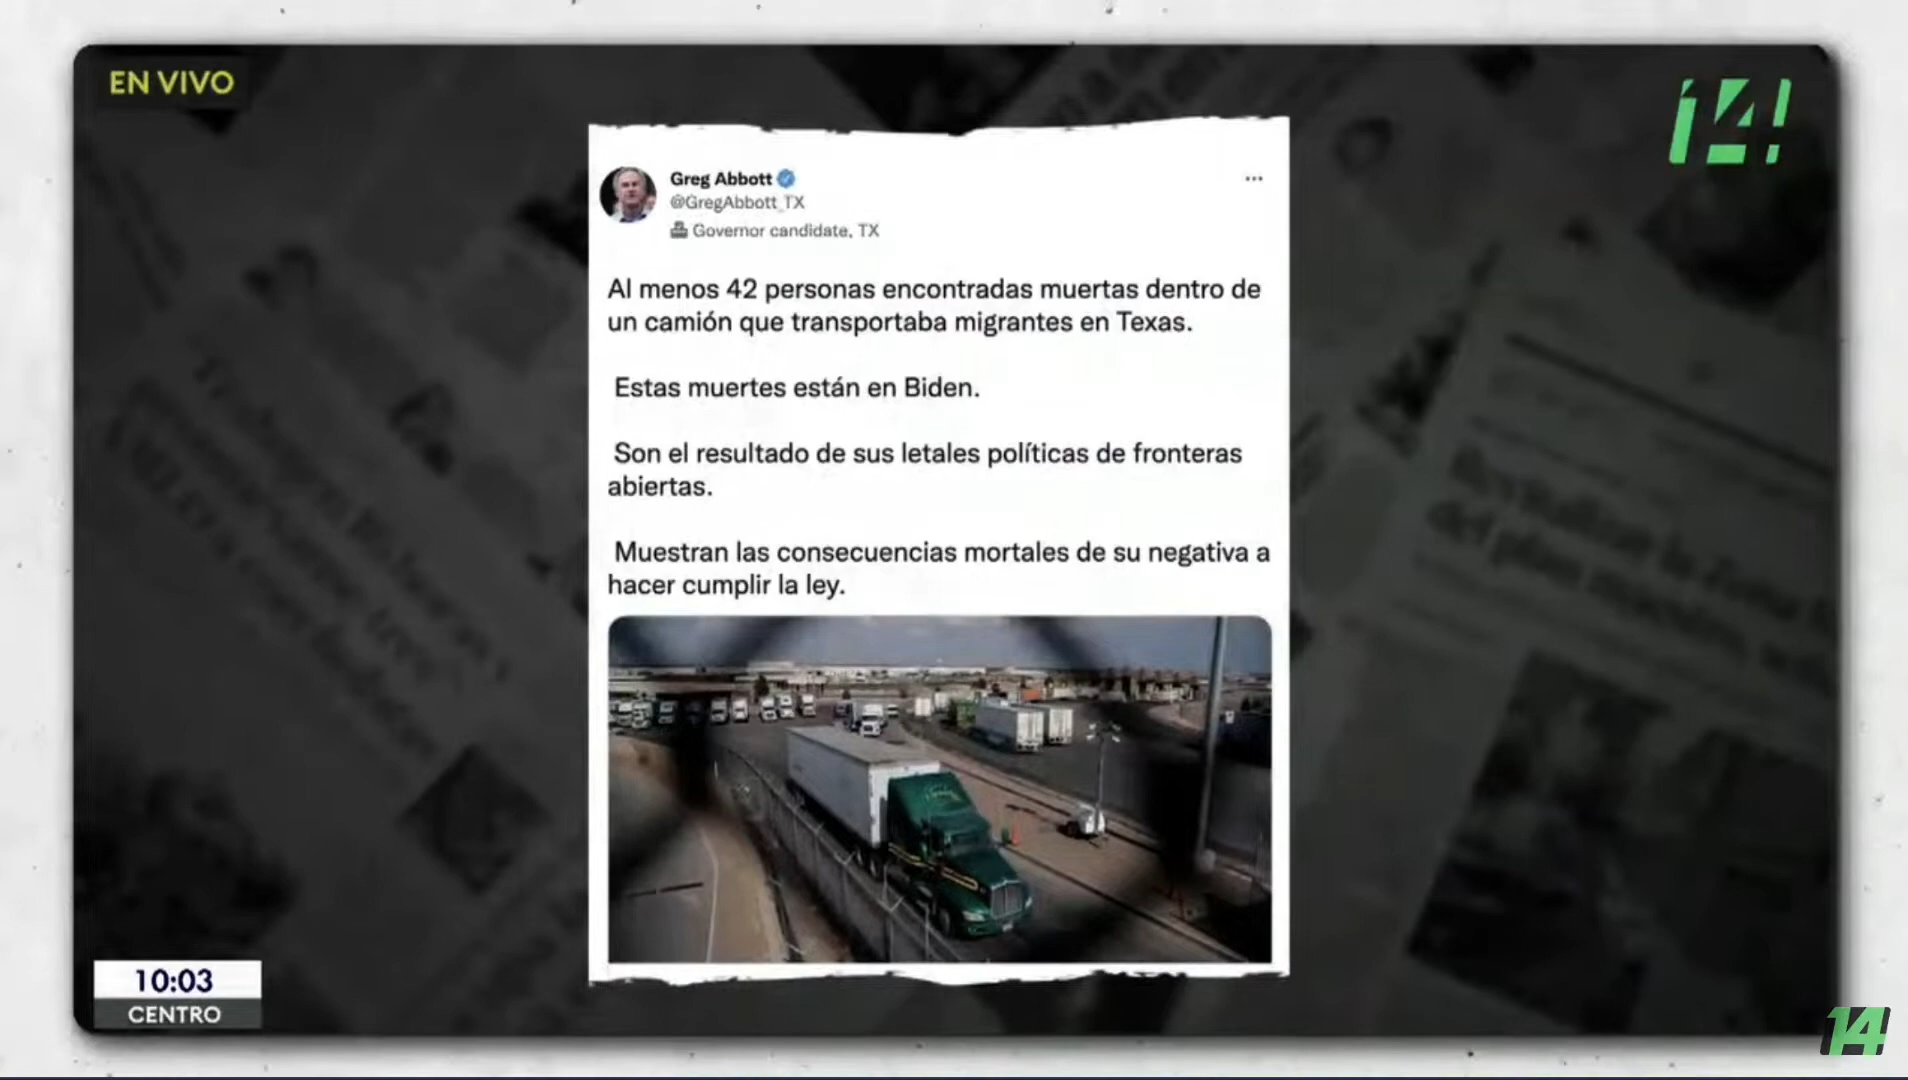 EN VIVO
14!
Greg Abbott
@GregAbbott_TX
Governor candidate, TX
Al menos 42 personas encontradas muertas dentro de
un camión que transportaba migrantes en Texas.
Estas muertes están en Biden.
Son el resultado de sus letales políticas de fronteras
abiertas.
Muestran las consecuencias mortales de su negativa a
hacer cumplir la ley.
10:03
CENTRO
14